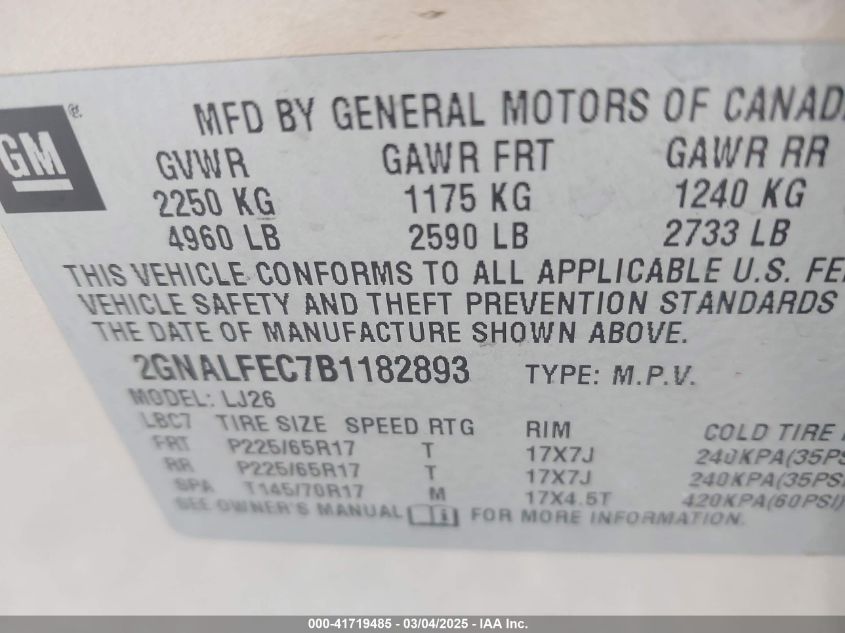 GM ®
MFD BY GENERAL MOTORS OF CANAD
GVWR GAWR FRT GAWR RR
2250 KG 1175 KG 1240 KG
4960 LB 2590 LB 2733 LB
THIS VEHICLE CONFORMS TO ALL APPLICABLE U.S. FE
VEHICLE SAFETY AND THEFT PREVENTION STANDARDS
THE DATE OF MANUFACTURE SHOWN ABOVE.
2GNALFEC7B1182893 TYPE: M.P.V.
MODEL: LJ26
LBC7 TIRE SIZE SPEED RTG RIM COLD TIRE
FRT P225/65R17 T 17X7J 240KPA(35PS
RR P225/65R17 T 17X7J 240KPA(35PS
SPA T145/70R17 M 17X4.5T 420KPA(60PSI)
SEE OWNER'S MANUAL FOR MORE INFORMATION.
000-41719485 - 03/04/2025 - IAAI, Inc.